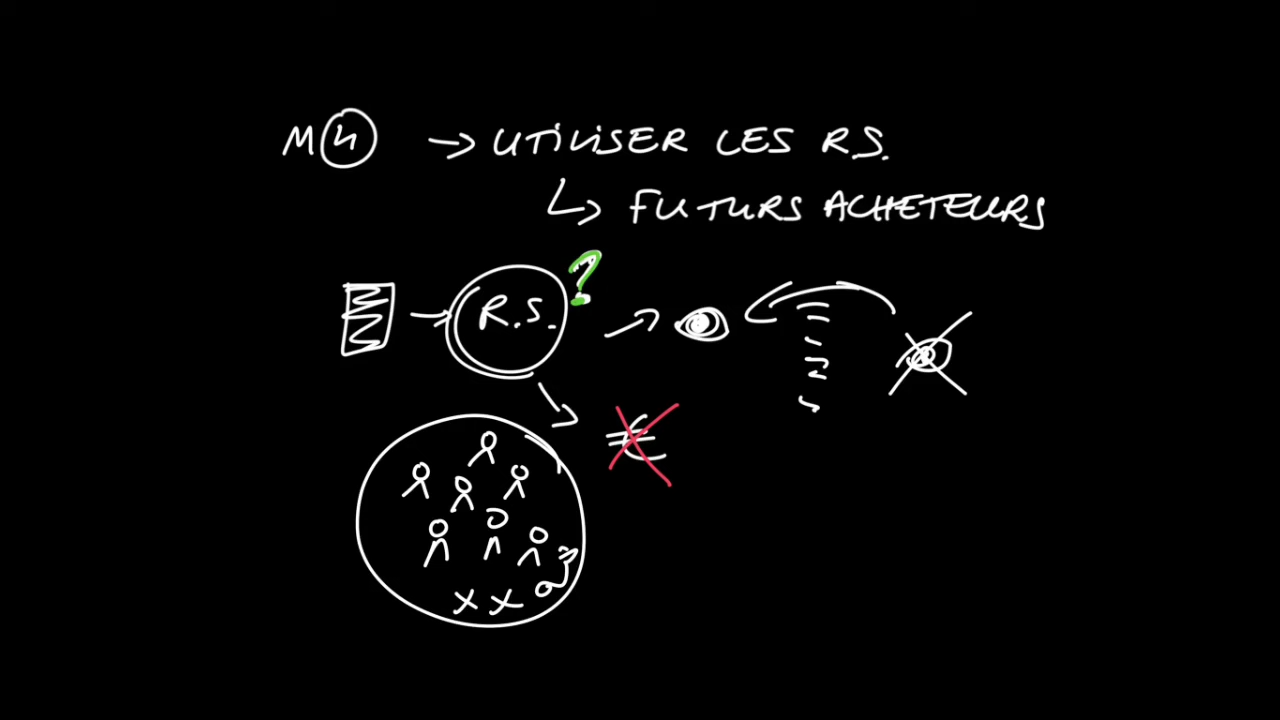 M4 → UTILISER LES R.S.
↳ FUTURS ACHETEURS
R.S. ?
€